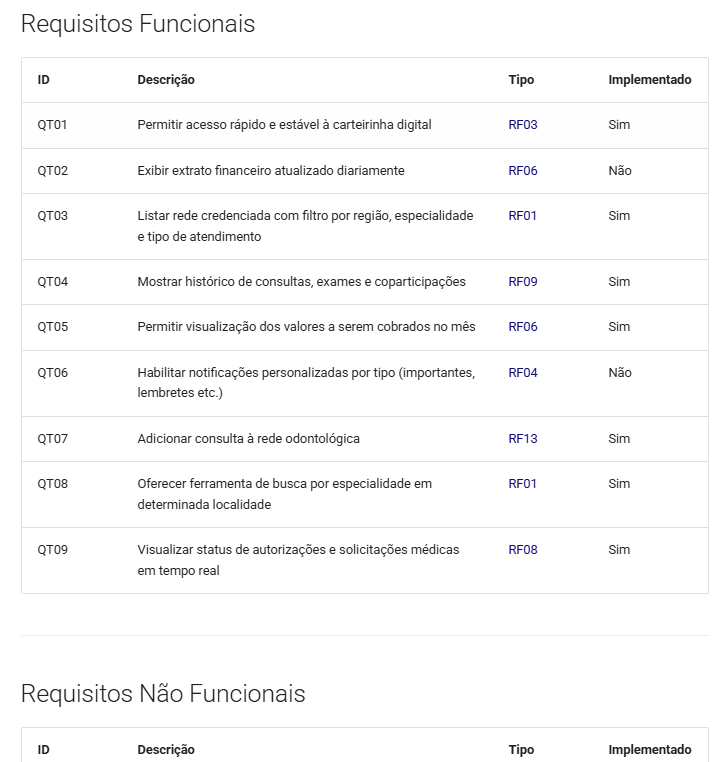 Requisitos Funcionais
ID Descrição Tipo Implementado
QT01 Permitir acesso rápido e estável à carteirinha digital RF03 Sim
QT02 Exibir extrato financeiro atualizado diariamente RF06 Não
QT03 Listar rede credenciada com filtro por região, especialidade RF01 Sim
e tipo de atendimento
QT04 Mostrar histórico de consultas, exames e coparticipações RF09 Sim
QT05 Permitir visualização dos valores a serem cobrados no mês RF06 Sim
QT06 Habilitar notificações personalizadas por tipo (importantes, RF04 Não
lembretes etc.)
QT07 Adicionar consulta à rede odontológica RF13 Sim
QT08 Oferecer ferramenta de busca por especialidade em RF01 Sim
determinada localidade
QT09 Visualizar status de autorizações e solicitações médicas RF08 Sim
em tempo real
Requisitos Não Funcionais
ID Descrição Tipo Implementado